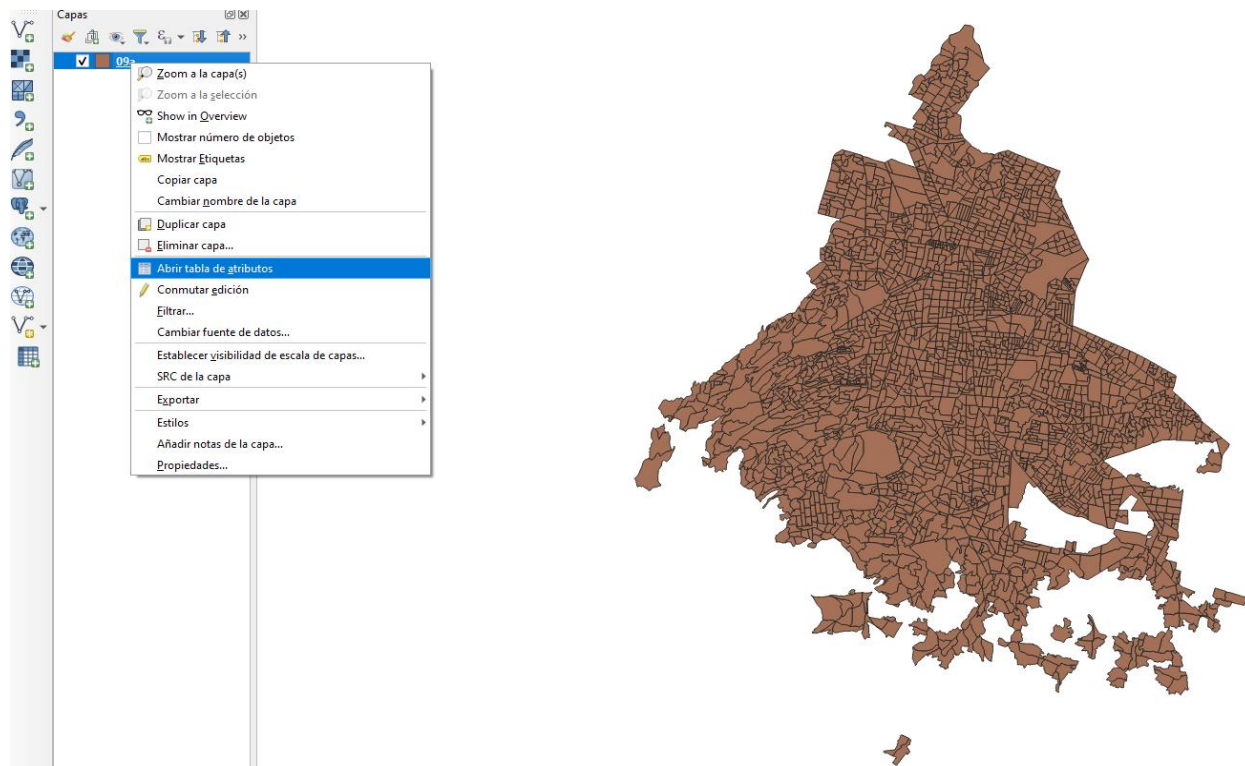 Capas
09a
Zoom a la capa(s)
Zoom a la selección
Show in Overview
Mostrar número de objetos
Mostrar Etiquetas
Copiar capa
Cambiar nombre de la capa
Duplicar capa
Eliminar capa...
Abrir tabla de atributos
Conmutar edición
Filtrar...
Cambiar fuente de datos...
Establecer visibilidad de escala de capas...
SRC de la capa
Exportar
Estilos
Añadir notas de la capa...
Propiedades...